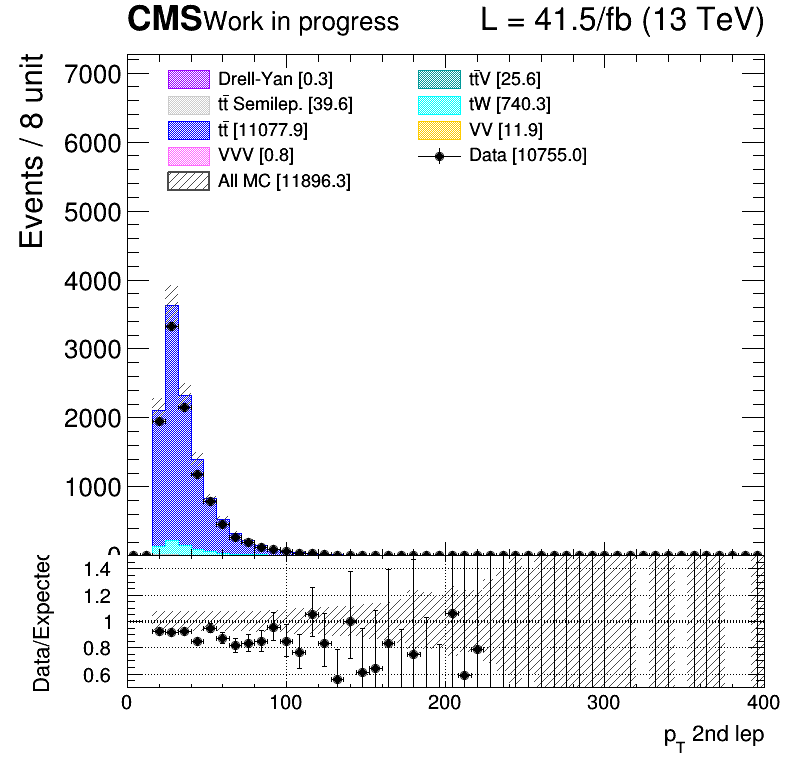 CMS Work in progress L = 41.5/fb (13 TeV)
Events / 8 unit
7000
6000
5000
4000
3000
2000
1000
0
Drell-Yan [0.3]
tt̄ Semilep. [39.6]
tt̄ [11077.9]
VVV [0.8]
All MC [11896.3]
tt̄V [25.6]
tW [740.3]
VV [11.9]
Data [10755.0]
Data/Expected
1.4
1.2
1
0.8
0.6
0 100 200 300 400
p_T 2nd lep